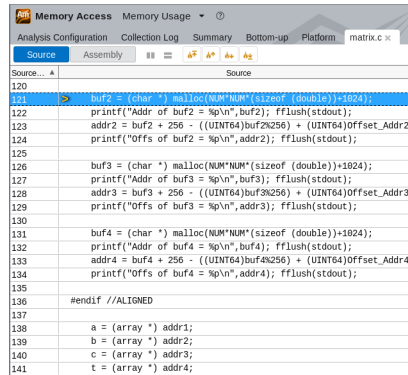 Memory Access Memory Usage
Analysis Configuration Collection Log Summary Bottom-up Platform matrix.c
Source Assembly
Source... Source
120
121 buf2 = (char *) malloc(NUM*NUM*(sizeof (double))+1024);
122 printf("Addr of buf2 = %p\n",buf2); fflush(stdout);
123 addr2 = buf2 + 256 - ((UINT64)buf2%256) + (UINT64)Offset_Addr2
124 printf("Offs of buf2 = %p\n",addr2); fflush(stdout);
125
126 buf3 = (char *) malloc(NUM*NUM*(sizeof (double))+1024);
127 printf("Addr of buf3 = %p\n",buf3); fflush(stdout);
128 addr3 = buf3 + 256 - ((UINT64)buf3%256) + (UINT64)Offset_Addr3
129 printf("Offs of buf3 = %p\n",addr3); fflush(stdout);
130
131 buf4 = (char *) malloc(NUM*NUM*(sizeof (double))+1024);
132 printf("Addr of buf4 = %p\n",buf4); fflush(stdout);
133 addr4 = buf4 + 256 - ((UINT64)buf4%256) + (UINT64)Offset_Addr4
134 printf("Offs of buf4 = %p\n",addr4); fflush(stdout);
135
136 #endif //ALIGNED
137
138 a = (array *) addr1;
139 b = (array *) addr2;
140 c = (array *) addr3;
141 t = (array *) addr4;